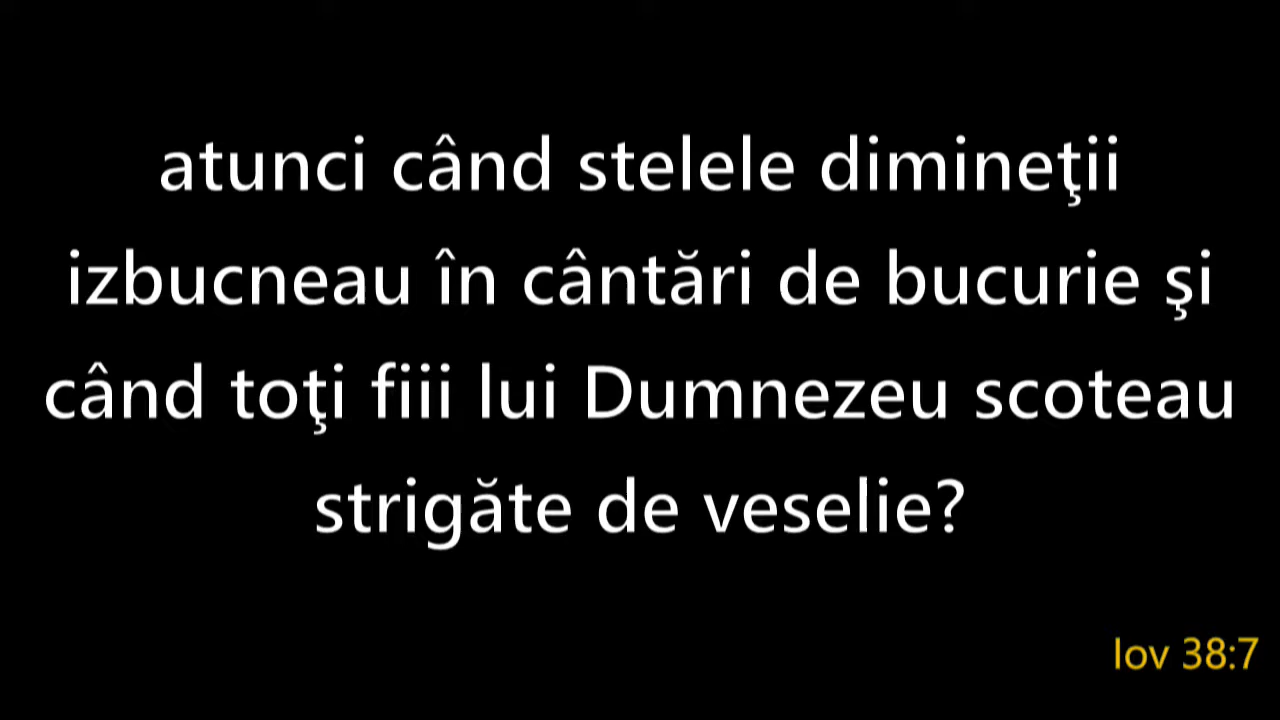 atunci când stelele dimineţii
izbucneau în cântări de bucurie şi
când toţi fiii lui Dumnezeu scoteau
strigăte de veselie?
Iov 38:7